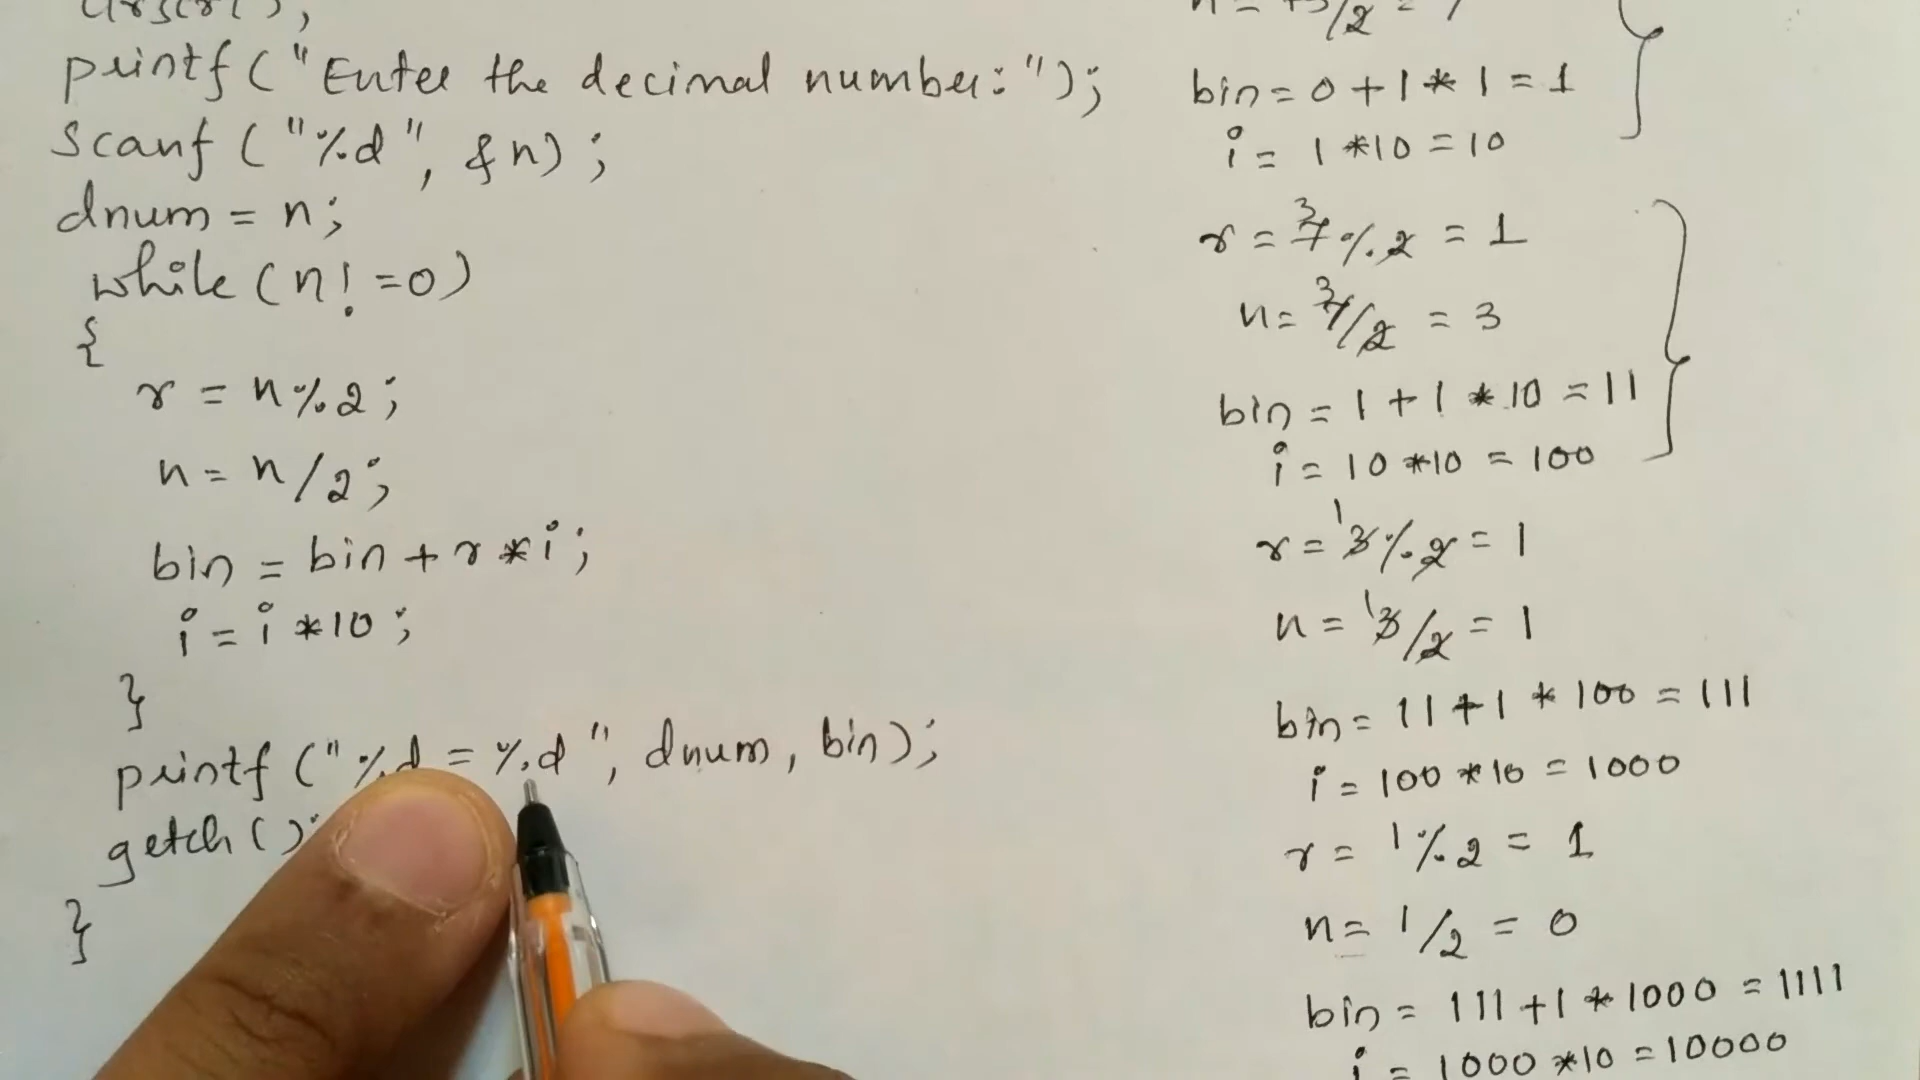 clrscr();
printf("Enter the decimal number:");
scanf("%d", &n);
dnum = n;
while(n!=0)
{
r = n%2;
n = n/2;
bin = bin + r*i;
i = i*10;
}
printf("%d = %d", dnum, bin);
getch();
}
bin = 0+1*1 = 1
i = 1*10 = 10
r = 7%2 = 1
n = 7/2 = 3
bin = 1+1*10 = 11
i = 10*10 = 100
r = 3%2 = 1
n = 3/2 = 1
bin = 11+1*100 = 111
i = 100*10 = 1000
r = 1%2 = 1
n = 1/2 = 0
bin = 111+1*1000 = 1111
i = 1000*10 = 10000